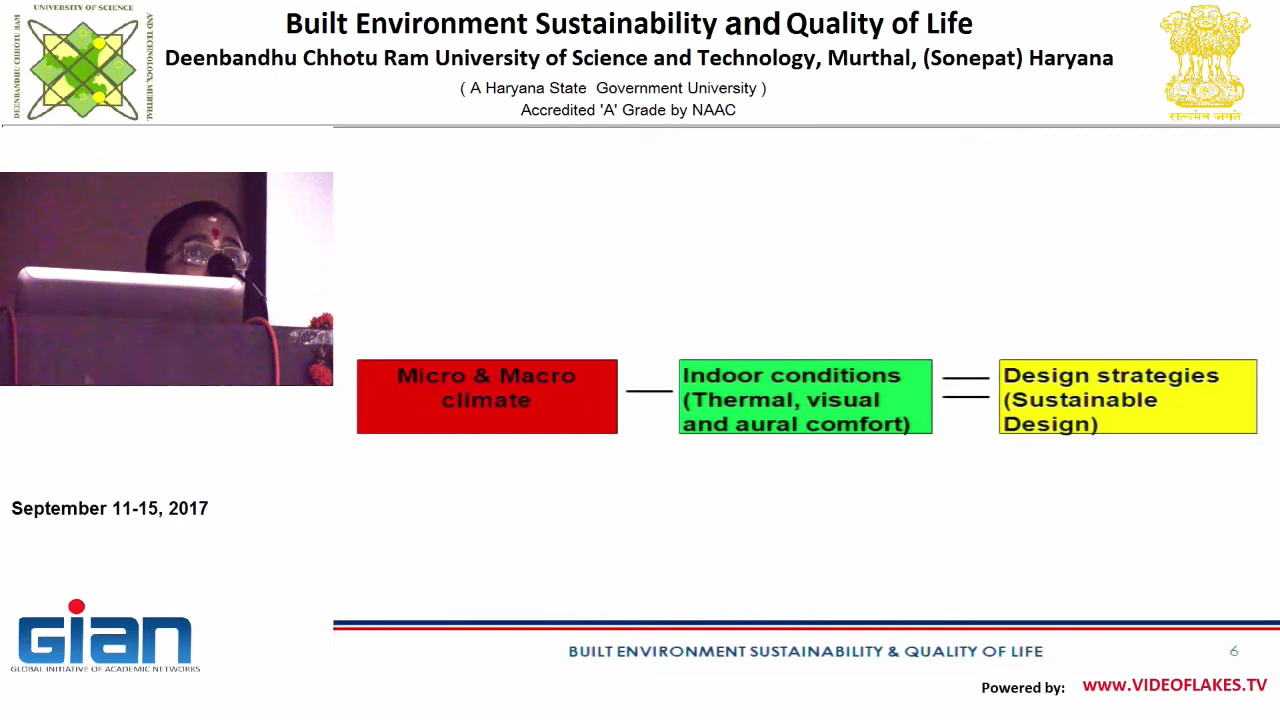 Built Environment Sustainability and Quality of Life
Deenbandhu Chhotu Ram University of Science and Technology, Murthal, (Sonepat) Haryana
( A Haryana State Government University )
Accredited 'A' Grade by NAAC
DEENBANDHU CHHOTU RAM
UNIVERSITY OF SCIENCE
AND TECHNOLOGY, MURTHAL
सत्यमेव जयते
Micro & Macro
climate
Indoor conditions
(Thermal, visual
and aural comfort)
Design strategies
(Sustainable
Design)
September 11-15, 2017
GIAN
GLOBAL INITIATIVE OF ACADEMIC NETWORKS
BUILT ENVIRONMENT SUSTAINABILITY & QUALITY OF LIFE
6
Powered by: www.VIDEOFLAKES.TV